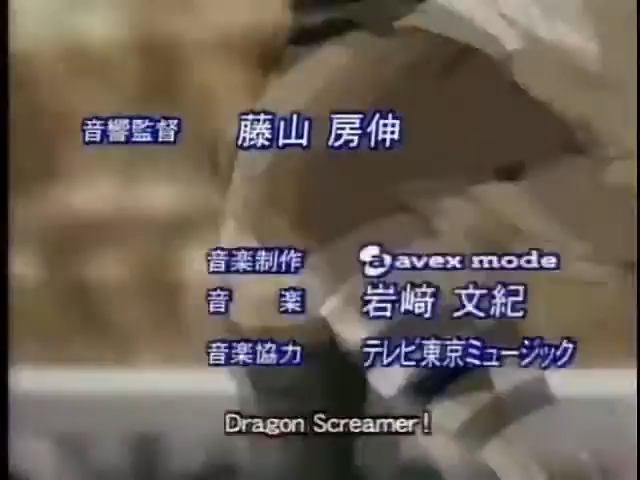 音響監督 藤山 房伸
音楽制作 avex mode
音 楽 岩﨑 文紀
音楽協力 テレビ東京ミュージック
Dragon Screamer!